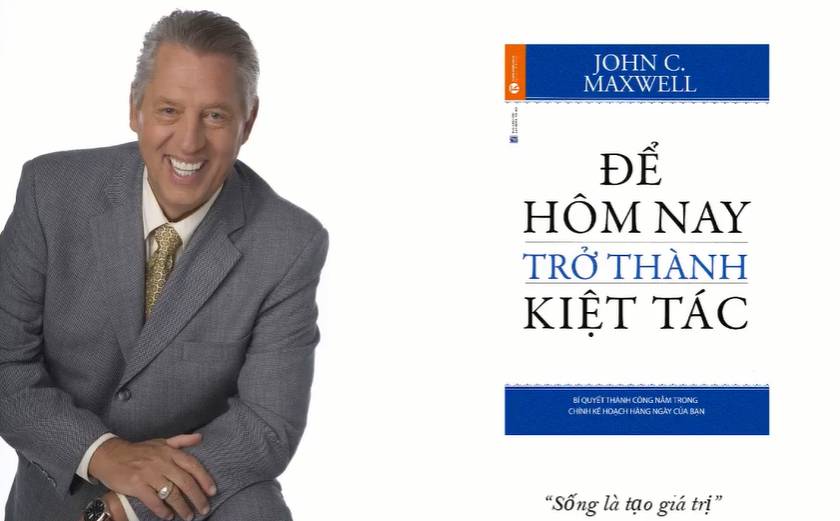 JOHN C.
MAXWELL
ĐỂ
HÔM NAY
TRỞ THÀNH
KIỆT TÁC
BÍ QUYẾT THÀNH CÔNG NẰM TRONG
CHÍNH KẾ HOẠCH HÀNG NGÀY CỦA BẠN
“Sống là tạo giá trị”